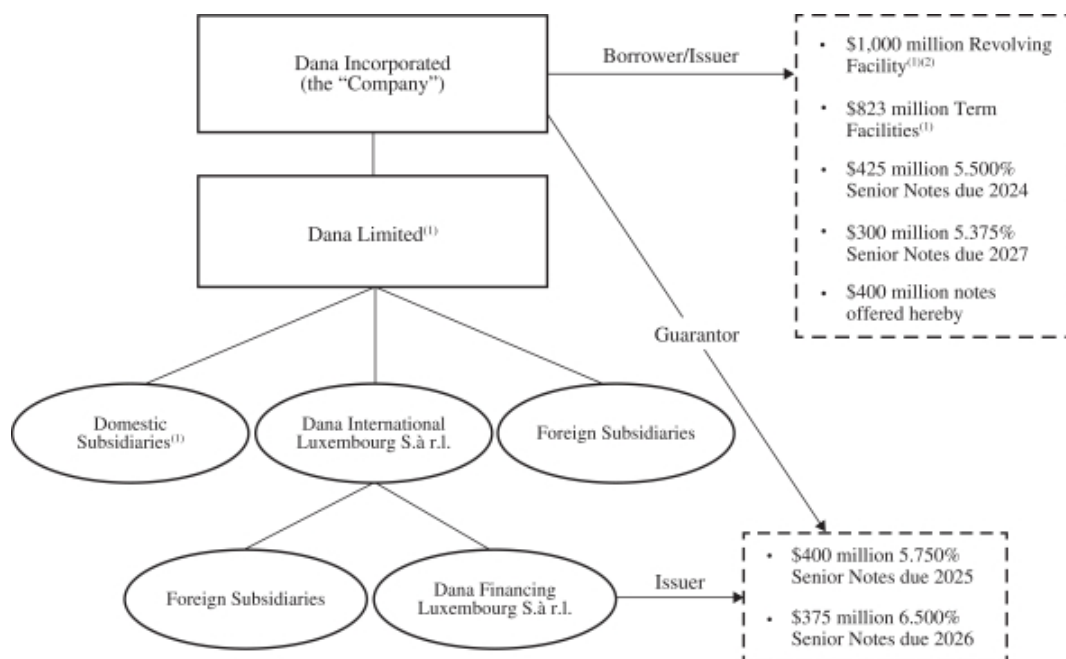 Dana Incorporated
(the “Company”)
Borrower/Issuer
• $1,000 million Revolving
Facility(1)(2)
• $823 million Term
Facilities(1)
• $425 million 5.500%
Senior Notes due 2024
• $300 million 5.375%
Senior Notes due 2027
• $400 million notes
offered hereby
Dana Limited(1)
Guarantor
Domestic
Subsidiaries(1)
Dana International
Luxembourg S.à r.l.
Foreign Subsidiaries
Foreign Subsidiaries
Dana Financing
Luxembourg S.à r.l.
Issuer
• $400 million 5.750%
Senior Notes due 2025
• $375 million 6.500%
Senior Notes due 2026